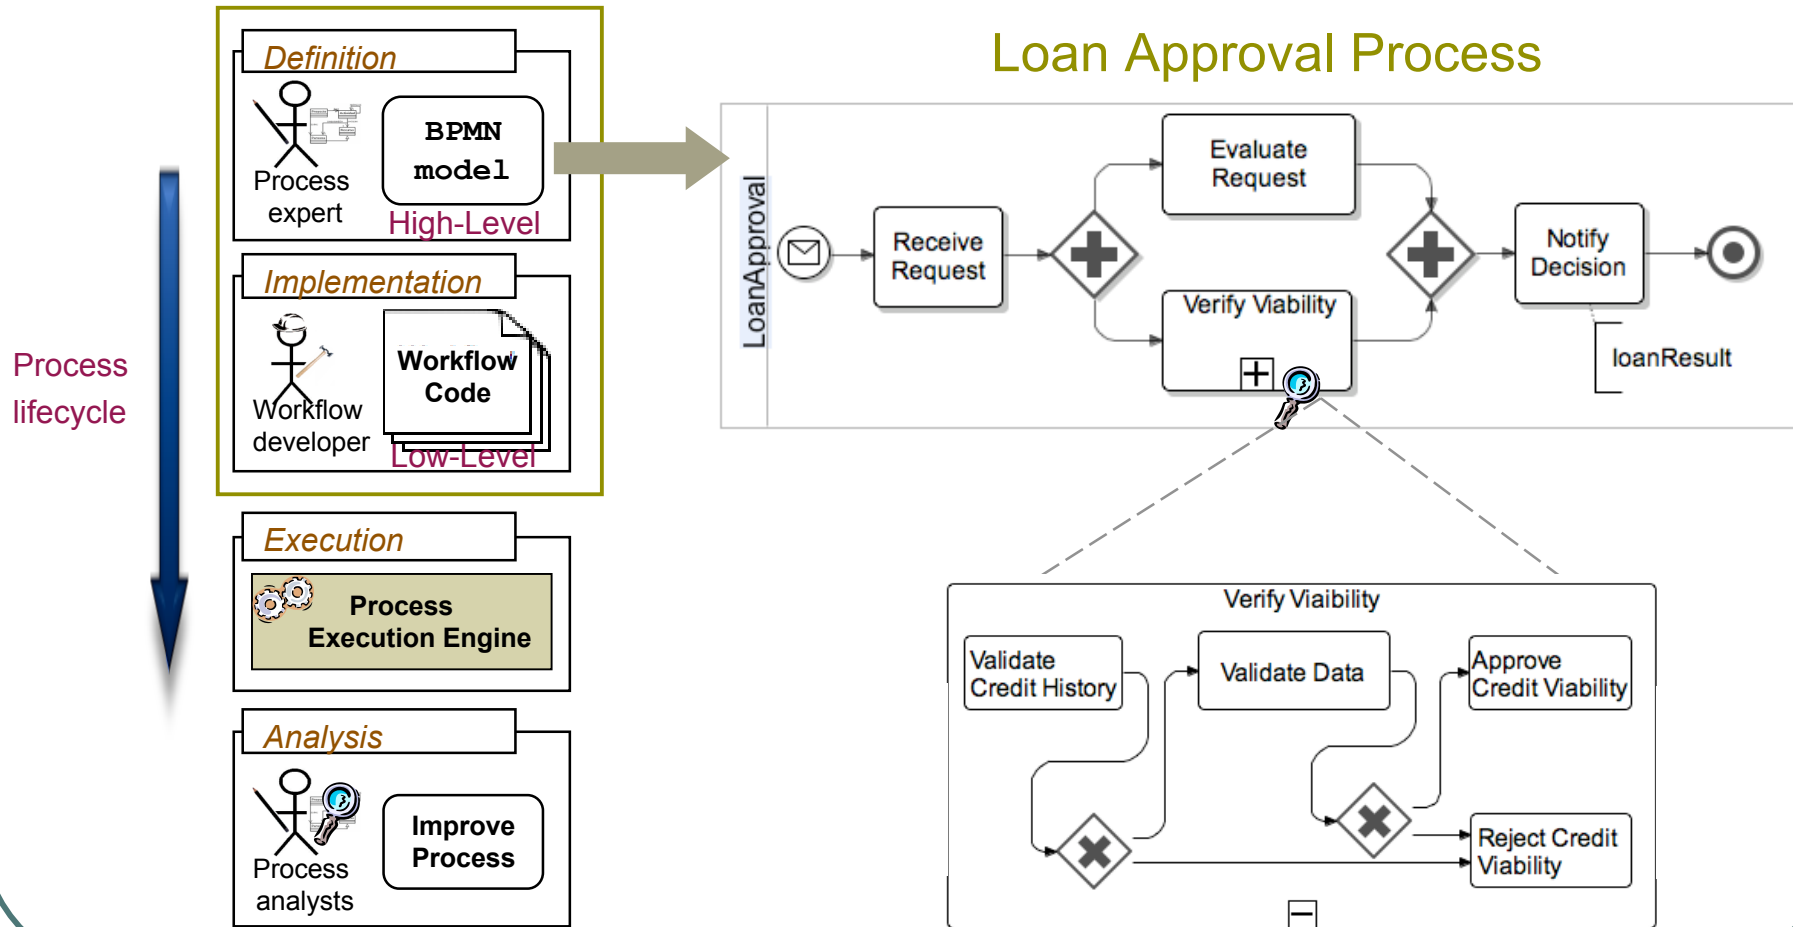 Loan Approval Process
Process
lifecycle
Definition
Process
expert
BPMN
model
High-Level
Implementation
Workflow
developer
Workflow
Code
Low-Level
Execution
Process
Execution Engine
Analysis
Process
analysts
Improve
Process
LoanApproval
Receive
Request
Evaluate
Request
Verify Viability
Notify
Decision
loanResult
Verify Viaibility
Validate
Credit History
Validate Data
Approve
Credit Viability
Reject Credit
Viability